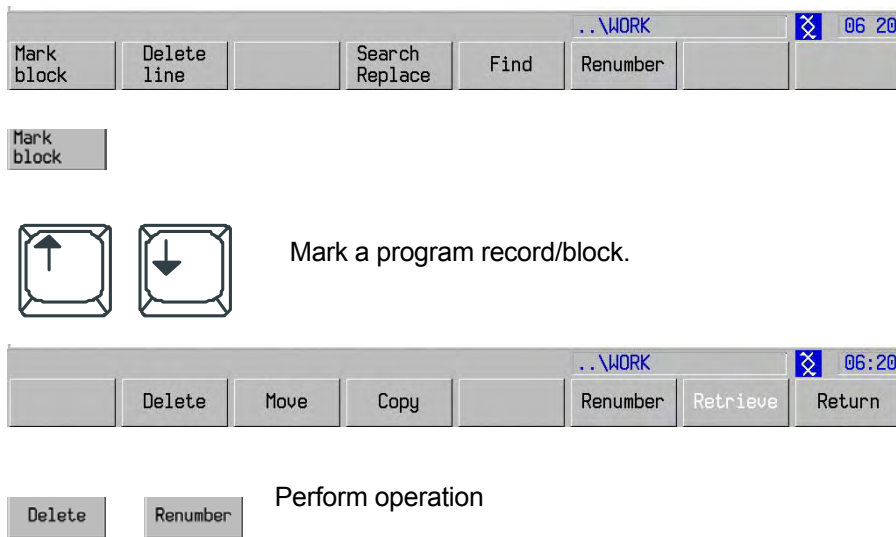 ..\WORK 06 20
Mark block Delete line Search Replace Find Renumber
Mark block
Mark a program record/block.
..\WORK 06:20
Delete Move Copy Renumber Retrieve Return
Delete Renumber Perform operation